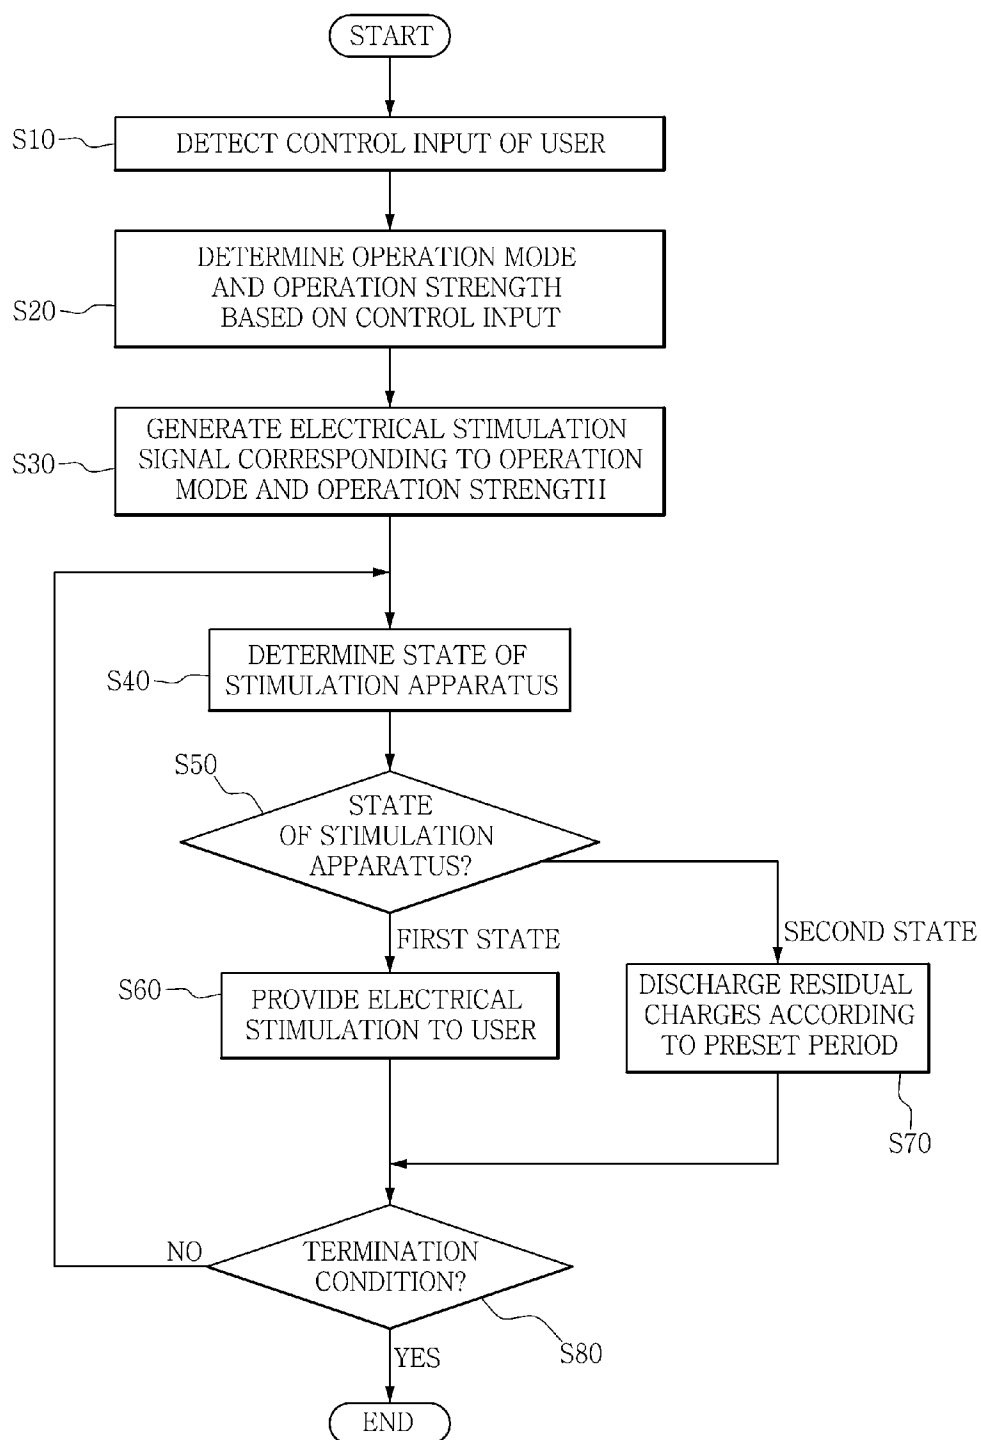 START
S10
DETECT CONTROL INPUT OF USER
S20
DETERMINE OPERATION MODE
AND OPERATION STRENGTH
BASED ON CONTROL INPUT
S30
GENERATE ELECTRICAL STIMULATION
SIGNAL CORRESPONDING TO OPERATION
MODE AND OPERATION STRENGTH
S40
DETERMINE STATE OF
STIMULATION APPARATUS
S50
STATE
OF STIMULATION
APPARATUS?
FIRST STATE
SECOND STATE
S60
PROVIDE ELECTRICAL
STIMULATION TO USER
DISCHARGE RESIDUAL
CHARGES ACCORDING
TO PRESET PERIOD
S70
NO
TERMINATION
CONDITION?
S80
YES
END